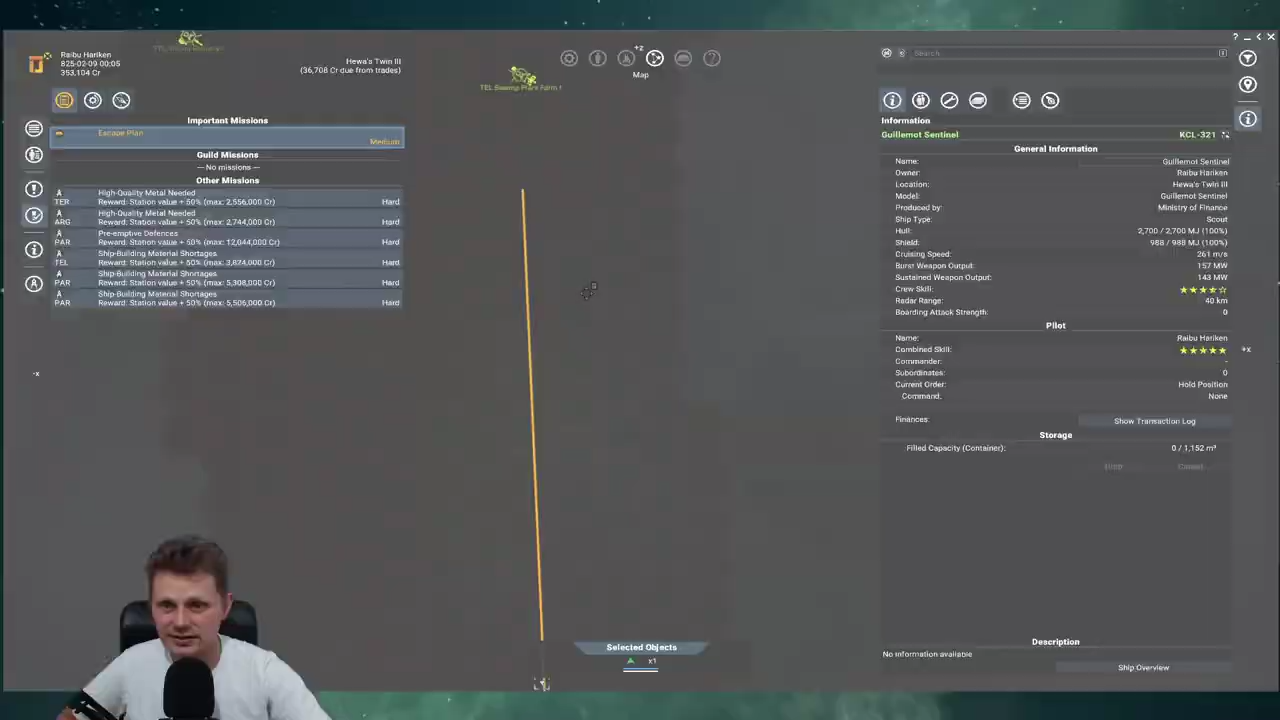 Raibu Hariken
825-02-09 00:05
353,104 Cr
Hewa's Twin III
(36,708 Cr due from trades)
TEL Swamp Plant Farm I
+2
Map
?
? _ < X
Search
Important Missions
Escape Plan
Medium
Guild Missions
— No missions —
Other Missions
A High-Quality Metal Needed
TER Reward: Station value + 50% (max: 2,556,000 Cr) Hard
A High-Quality Metal Needed
ARG Reward: Station value + 50% (max: 2,744,000 Cr) Hard
A Pre-emptive Defences
PAR Reward: Station value + 50% (max: 12,044,000 Cr) Hard
A Ship-Building Material Shortages
TEL Reward: Station value + 50% (max: 3,824,000 Cr) Hard
A Ship-Building Material Shortages
PAR Reward: Station value + 50% (max: 5,308,000 Cr) Hard
A Ship-Building Material Shortages
PAR Reward: Station value + 50% (max: 5,506,000 Cr) Hard
-x
+x
Information
Guillemot Sentinel KCL-321
General Information
Name: Guillemot Sentinel
Owner: Raibu Hariken
Location: Hewa's Twin III
Model: Guillemot Sentinel
Produced by: Ministry of Finance
Ship Type: Scout
Hull: 2,700 / 2,700 MJ (100%)
Shield: 988 / 988 MJ (100%)
Cruising Speed: 261 m/s
Burst Weapon Output: 157 MW
Sustained Weapon Output: 143 MW
Crew Skill: ★★★★☆
Radar Range: 40 km
Boarding Attack Strength: 0
Pilot
Name: Raibu Hariken
Combined Skill: ★★★★★
Commander: -
Subordinates: 0
Current Order: Hold Position
Command: None
Finances: Show Transaction Log
Storage
Filled Capacity (Container): 0 / 1,152 m³
Cancel
Selected Objects
x1
Description
No information available
Ship Overview